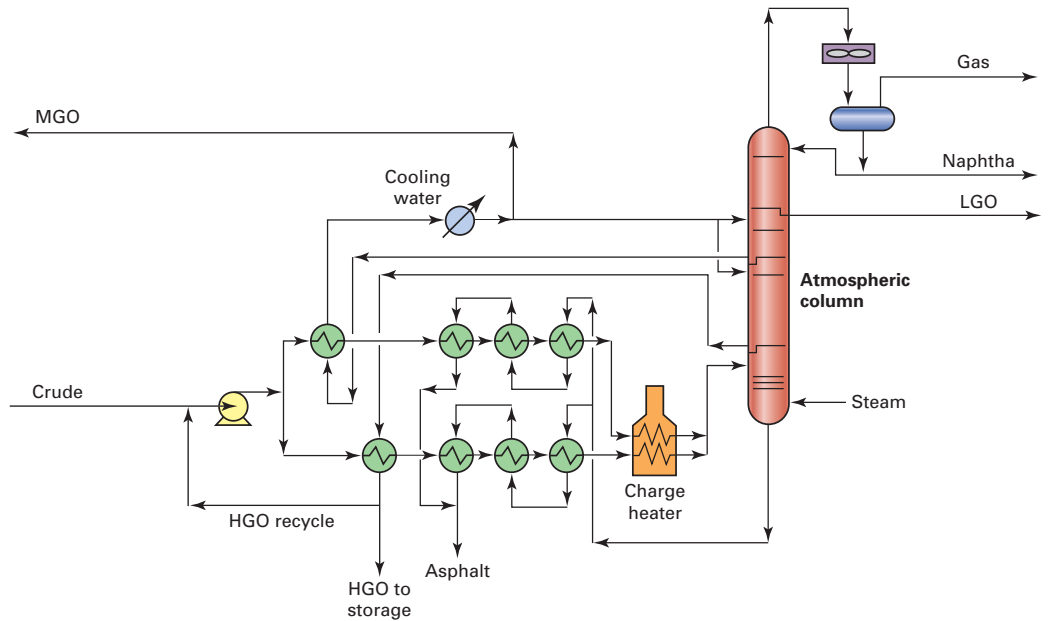 Gas
MGO
Naphtha
Cooling
water
LGO
Atmospheric
column
Crude
Steam
Charge
heater
HGO recycle
Asphalt
HGO to
storage